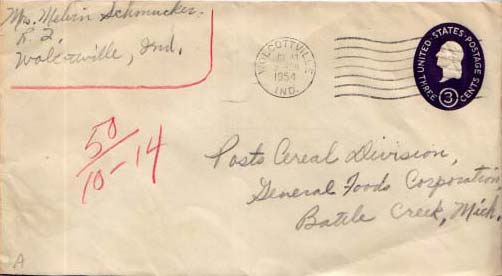 Mrs. Melvin Schmucker.
R. 2.
Wolcottville, Ind.
WOLCOTTVILLE
1954
IND.
UNITED STATES POSTAGE
THREE 3 CENTS
50
10-14
Posts Cereal Division,
General Foods Corporation
Battle Creek, Mich.
A